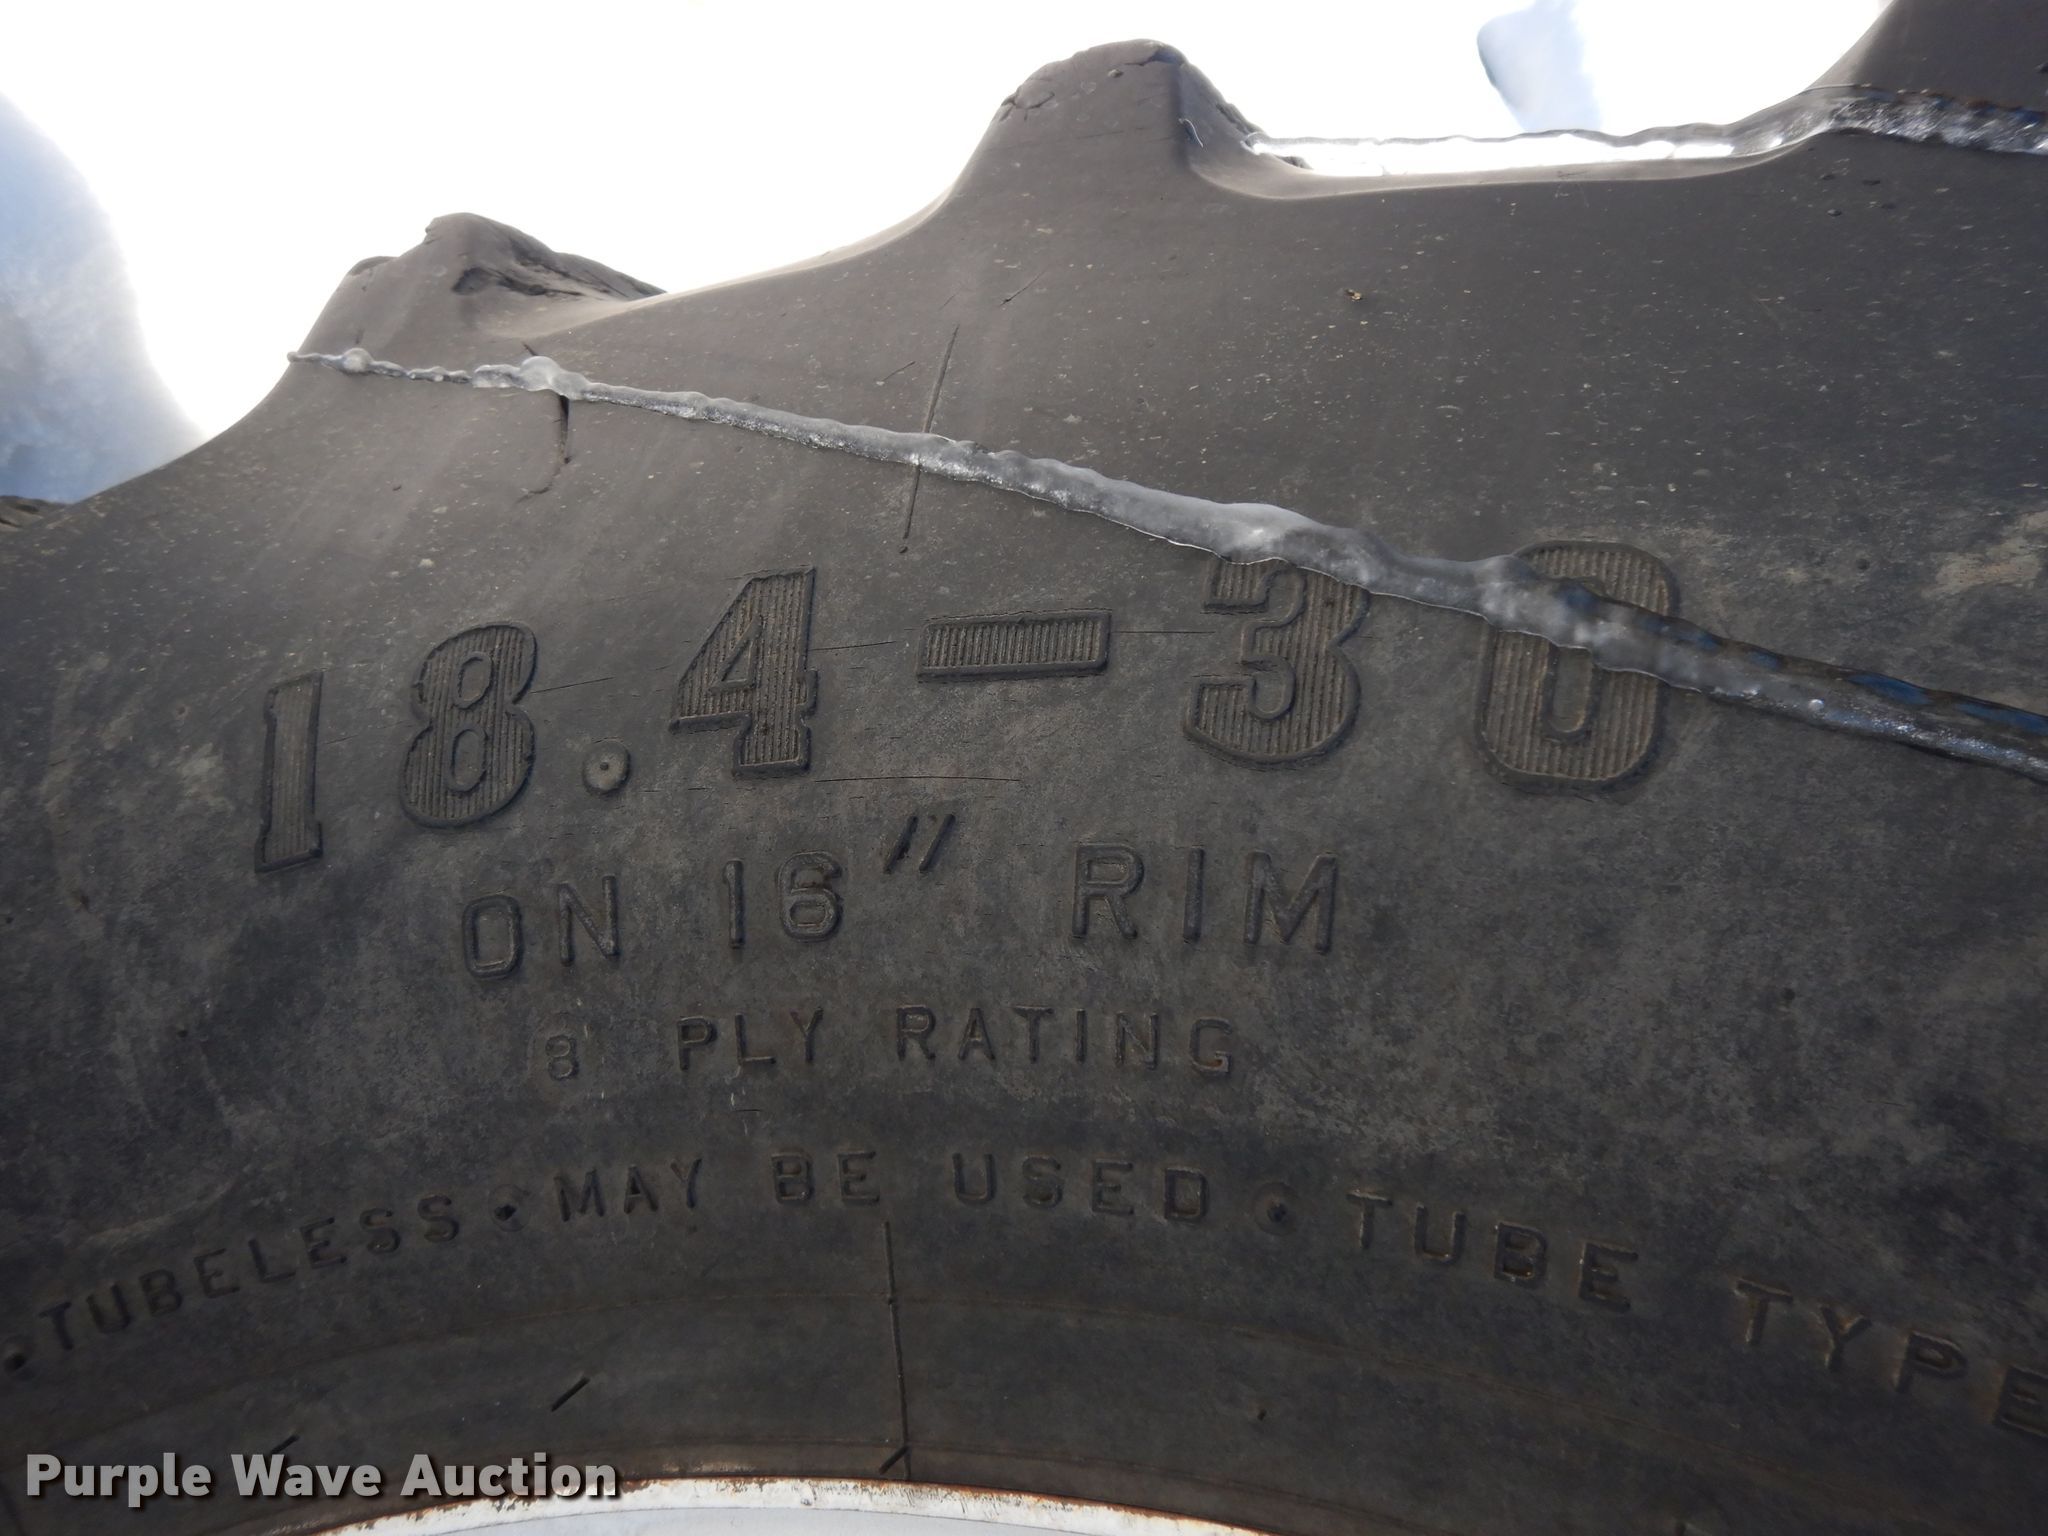 18.4-30
ON 16" RIM
8 PLY RATING
•TUBELESS•MAY BE USED•TUBE TYPE
Purple Wave Auction